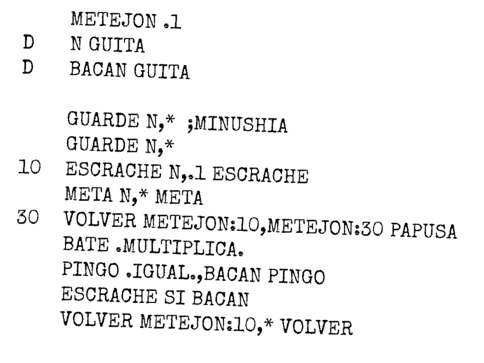 METEJON .1
D N GUITA
D BACAN GUITA
GUARDE N,* ;MINUSHIA
GUARDE N,*
10 ESCRACHE N,.1 ESCRACHE
META N,* META
30 VOLVER METEJON:10,METEJON:30 PAPUSA
BATE .MULTIPLICA.
PINGO .IGUAL.,BACAN PINGO
ESCRACHE SI BACAN
VOLVER METEJON:10,* VOLVER